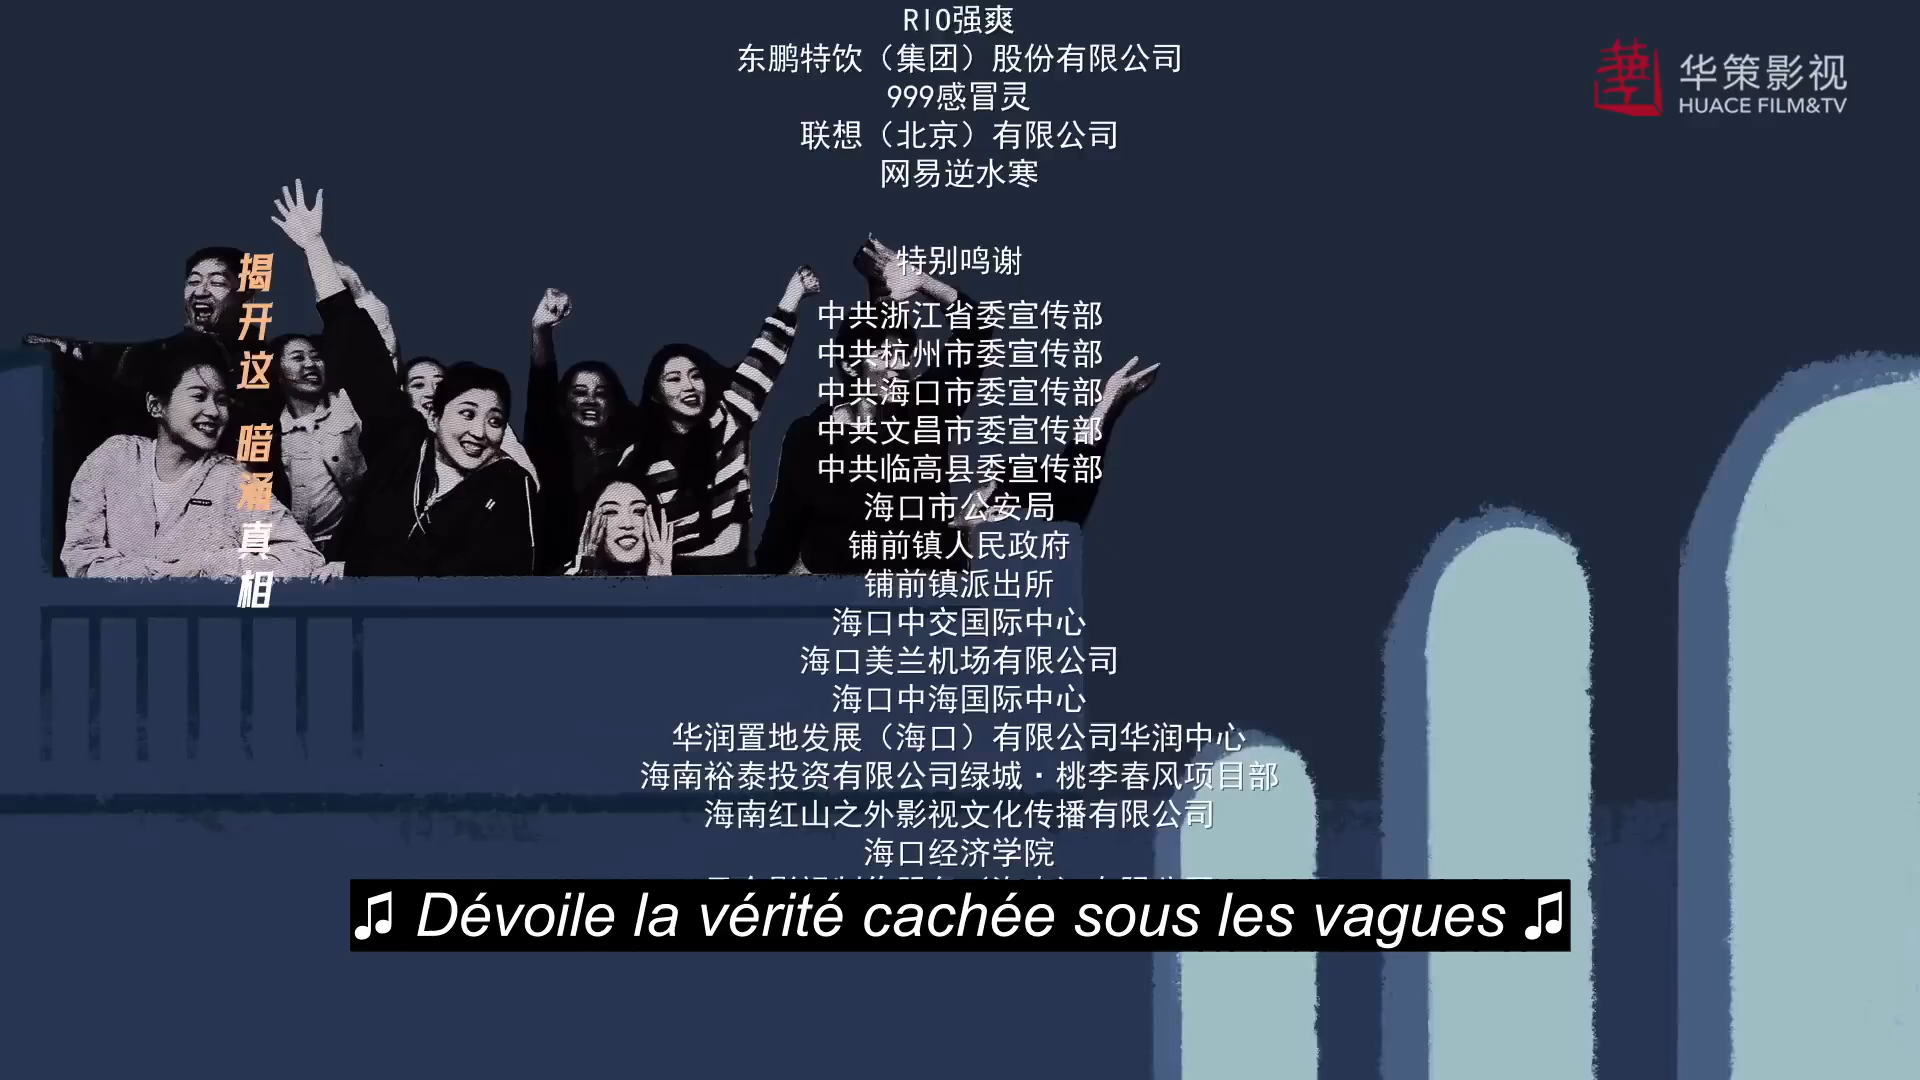 RIO强爽
东鹏特饮（集团）股份有限公司
999感冒灵
联想（北京）有限公司
网易逆水寒
华策影视
HUACE FILM&TV
特别鸣谢
中共浙江省委宣传部
中共杭州市委宣传部
中共海口市委宣传部
中共文昌市委宣传部
中共临高县委宣传部
海口市公安局
铺前镇人民政府
铺前镇派出所
海口中交国际中心
海口美兰机场有限公司
海口中海国际中心
华润置地发展（海口）有限公司华润中心
海南裕泰投资有限公司绿城·桃李春风项目部
海南红山之外影视文化传播有限公司
海口经济学院
揭开这 暗涌真相
♫ Dévoile la vérité cachée sous les vagues ♫